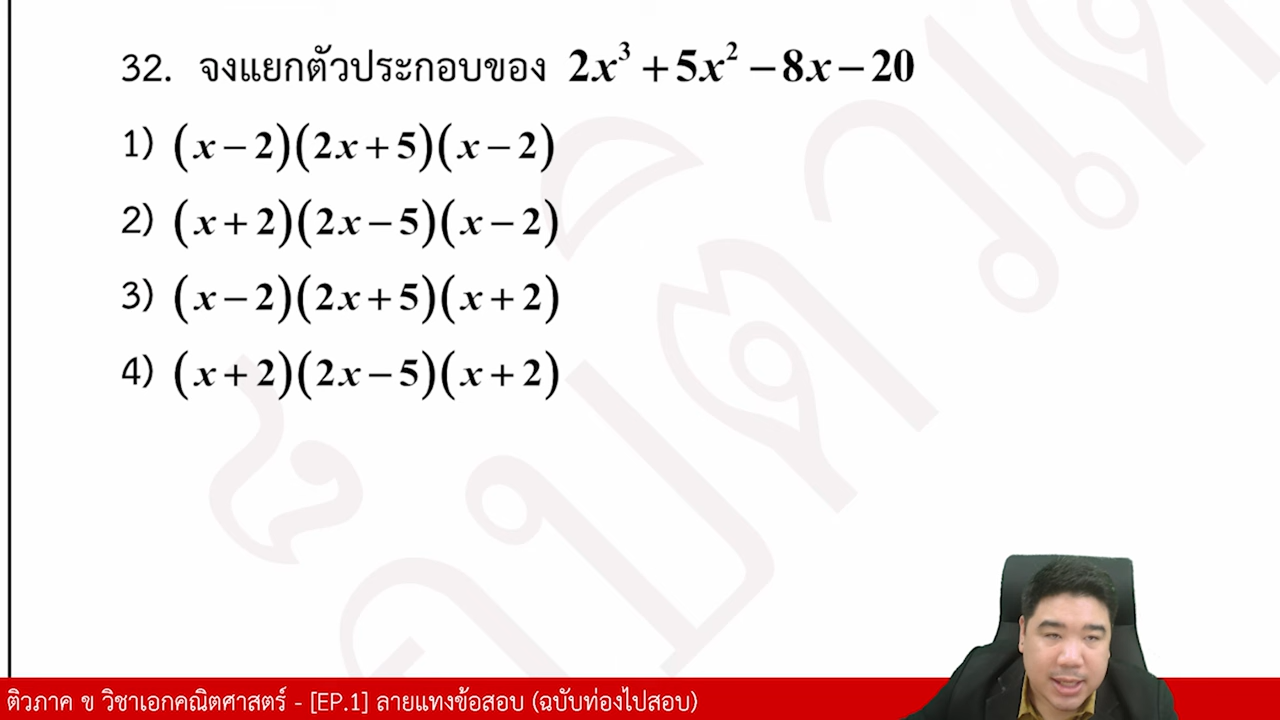 32. จงแยกตัวประกอบของ 2x³ + 5x² − 8x − 20
1) (x − 2)(2x + 5)(x − 2)
2) (x + 2)(2x − 5)(x − 2)
3) (x − 2)(2x + 5)(x + 2)
4) (x + 2)(2x − 5)(x + 2)
ติวภาค ข วิชาเอกคณิตศาสตร์ - [EP.1] ลายแทงข้อสอบ (ฉบับท่องไปสอบ)